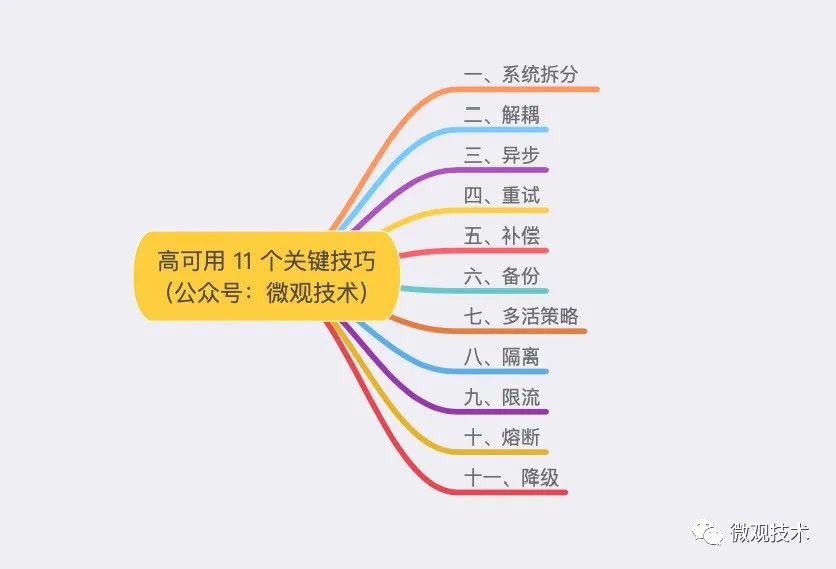 一、系统拆分
二、解耦
三、异步
四、重试
五、补偿
高可用 11 个关键技巧
（公众号：微观技术）
六、备份
七、多活策略
八、隔离
九、限流
十、熔断
十一、降级
微观技术